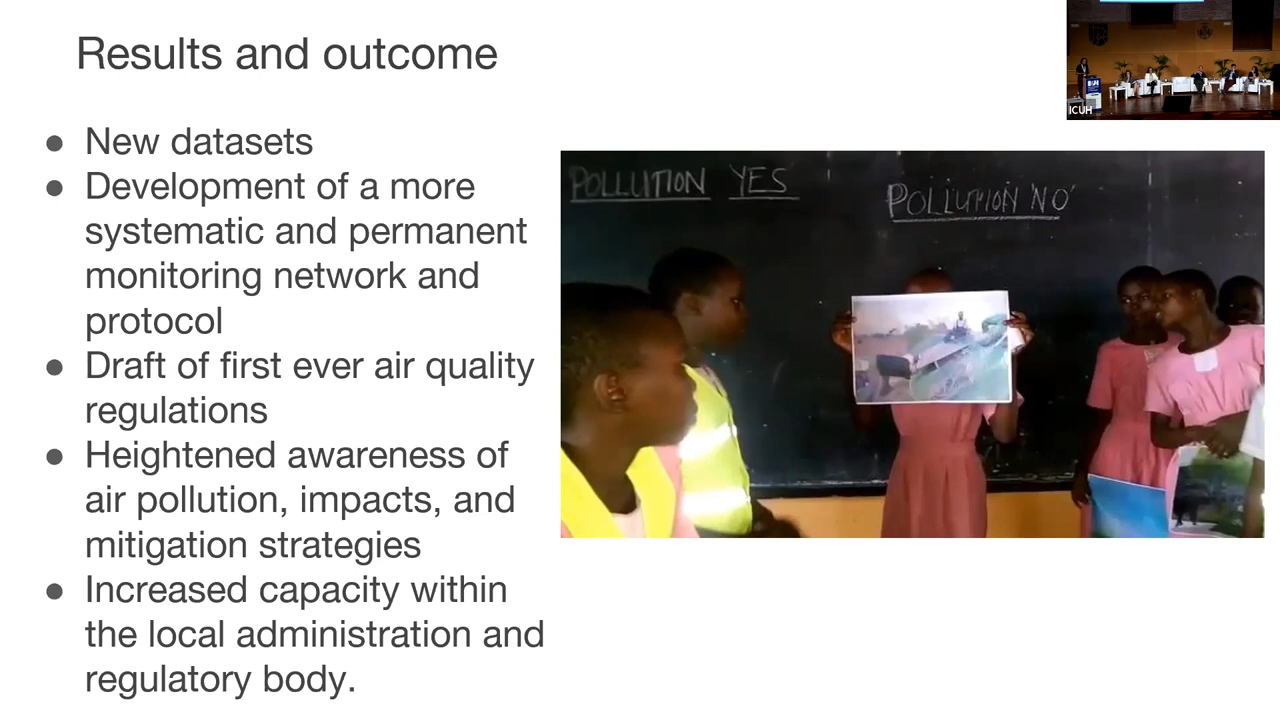 Results and outcome
● New datasets
● Development of a more
systematic and permanent
monitoring network and
protocol
● Draft of first ever air quality
regulations
● Heightened awareness of
air pollution, impacts, and
mitigation strategies
● Increased capacity within
the local administration and
regulatory body.
POLLUTION YES
POLLUTION 'NO'
ICUH